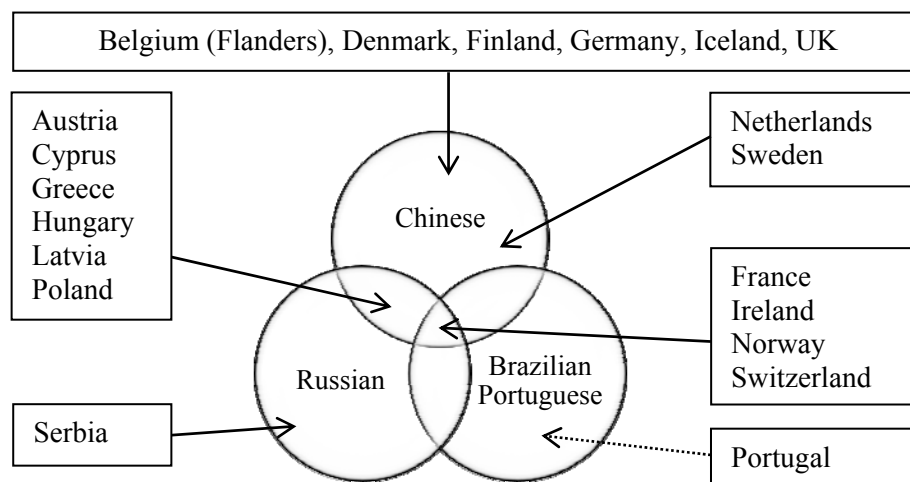 Belgium (Flanders), Denmark, Finland, Germany, Iceland, UK
Austria
Cyprus
Greece
Hungary
Latvia
Poland
Netherlands
Sweden
Chinese
France
Ireland
Norway
Switzerland
Russian
Brazilian
Portuguese
Serbia
Portugal